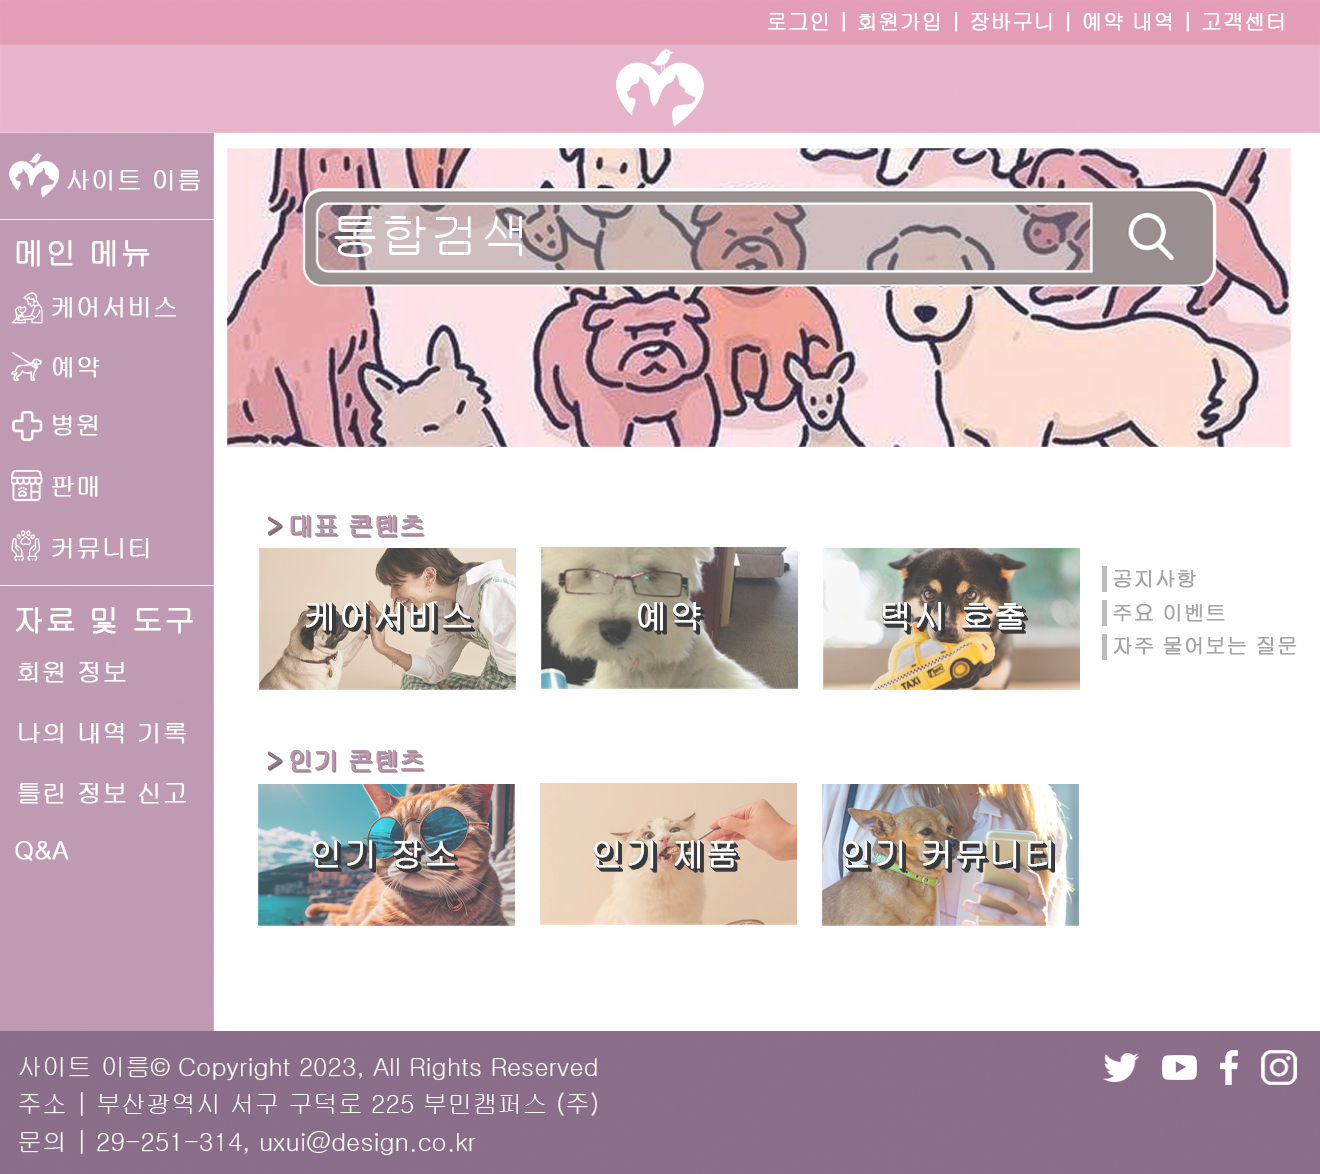 로그인 | 회원가입 | 장바구니 | 예약 내역 | 고객센터
사이트 이름
메인 메뉴
케어서비스
예약
병원
판매
커뮤니티
자료 및 도구
회원 정보
나의 내역 기록
틀린 정보 신고
Q&A
통합검색
> 대표 콘텐츠
케어서비스
예약
택시 호출
TAXI
공지사항
주요 이벤트
자주 물어보는 질문
> 인기 콘텐츠
인기 장소
인기 제품
인기 커뮤니티
사이트 이름© Copyright 2023, All Rights Reserved
주소 | 부산광역시 서구 구덕로 225 부민캠퍼스 (주)
문의 | 29-251-314, uxui@design.co.kr